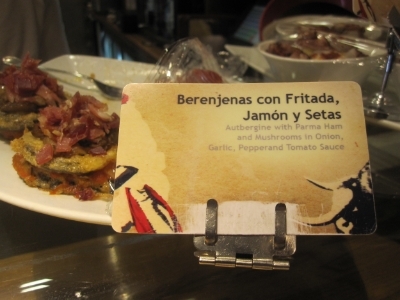 Berenjenas con Fritada,
Jamón y Setas
Autbergine with Parma Ham
and Mushrooms in Onion,
Garlic, Pepperand Tomato Sauce